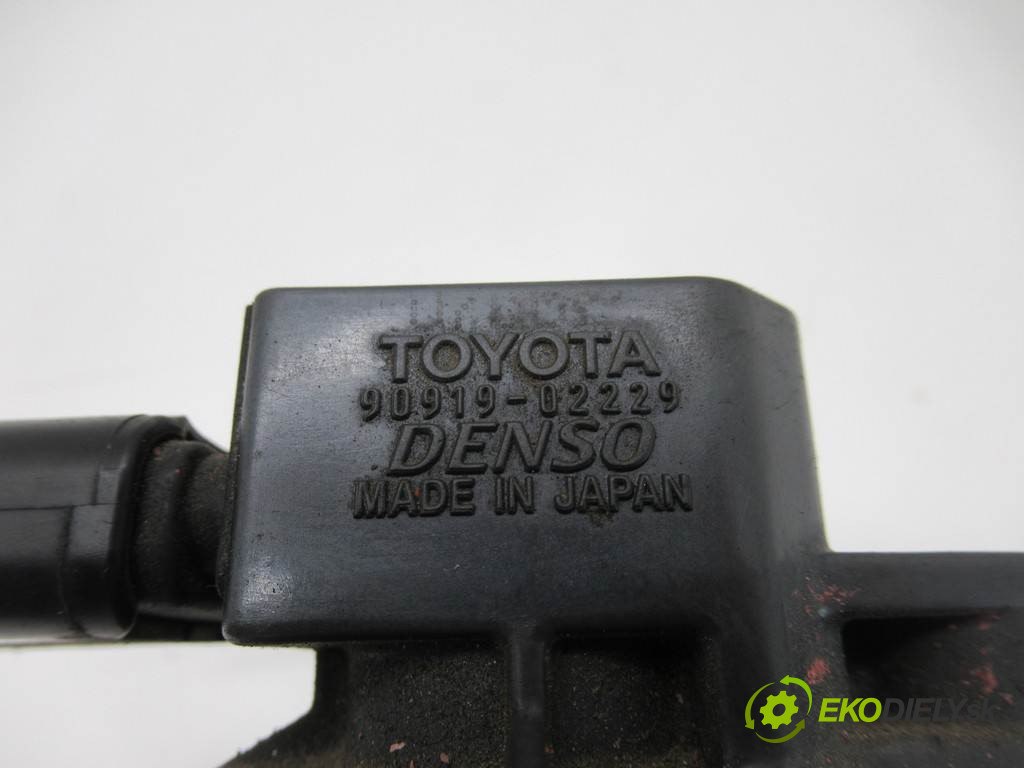 TOYOTA
90919-02229
DENSO
MADE IN JAPAN
EKODIELY.sk